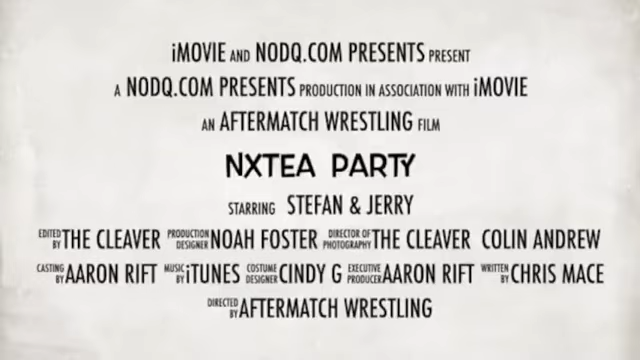 iMOVIE AND NODQ.COM PRESENTS PRESENT
A NODQ.COM PRESENTS PRODUCTION IN ASSOCIATION WITH iMOVIE
AN AFTERMATCH WRESTLING FILM
NXTEA PARTY
STARRING STEFAN & JERRY
EDITED BY THE CLEAVER PRODUCTION DESIGNER NOAH FOSTER DIRECTOR OF PHOTOGRAPHY THE CLEAVER COLIN ANDREW
CASTING BY AARON RIFT MUSIC BY iTUNES COSTUME DESIGNER CINDY G EXECUTIVE PRODUCER AARON RIFT WRITTEN BY CHRIS MACE
DIRECTED BY AFTERMATCH WRESTLING